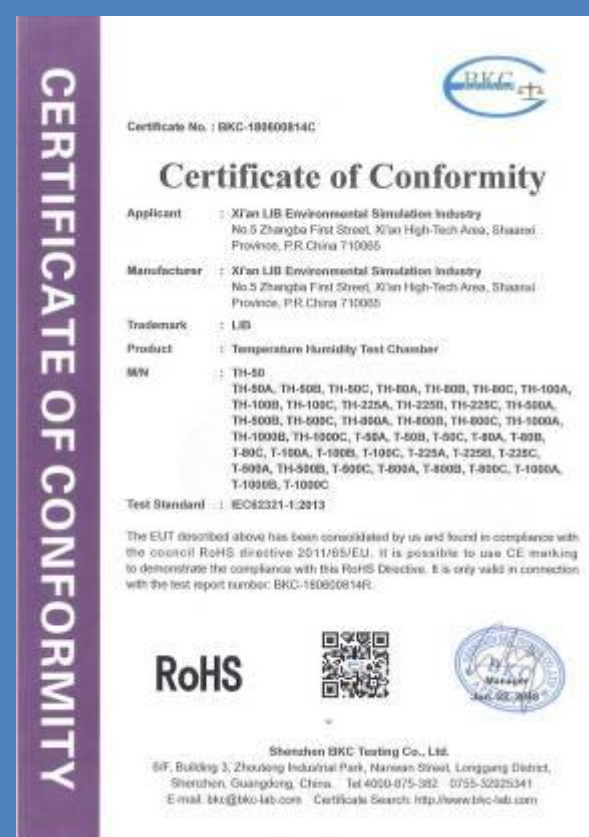 CERTIFICATE OF CONFORMITY
BKC
Certificate No. : BKC-180600814C
Certificate of Conformity
Applicant : Xi'an LIB Environmental Simulation Industry
No.5 Zhangba First Street, Xi'an High-Tech Area, Shaanxi
Province, P.R.China 710065
Manufacturer : Xi'an LIB Environmental Simulation Industry
No.5 Zhangba First Street, Xi'an High-Tech Area, Shaanxi
Province, P.R.China 710065
Trademark : LIB
Product : Temperature Humidity Test Chamber
M/N : TH-50
TH-50A, TH-50B, TH-50C, TH-80A, TH-80B, TH-80C, TH-100A,
TH-100B, TH-100C, TH-225A, TH-225B, TH-225C, TH-500A,
TH-500B, TH-500C, TH-800A, TH-800B, TH-800C, TH-1000A,
TH-1000B, TH-1000C, T-50A, T-50B, T-50C, T-80A, T-80B,
T-80C, T-100A, T-100B, T-100C, T-225A, T-225B, T-225C,
T-500A, TH-500B, T-500C, T-800A, T-800B, T-800C, T-1000A,
T-1000B, T-1000C
Test Standard : IEC62321-1:2013
The EUT described above has been consolidated by us and found in compliance with
the council RoHS directive 2011/65/EU. It is possible to use CE marking
to demonstrate the compliance with this RoHS Directive. It is only valid in connection
with the test report number: BKC-180600814R.
RoHS
Manager
Shenzhen BKC Testing Co., Ltd.
6/F, Building 3, Zhouteng Industrial Park, Nanwan Street, Longgang District,
Shenzhen, Guangdong, China. Tel:4000-875-382 0755-32925341
E-mail: bkc@bkc-lab.com Certificate Search: http://www.bkc-lab.com